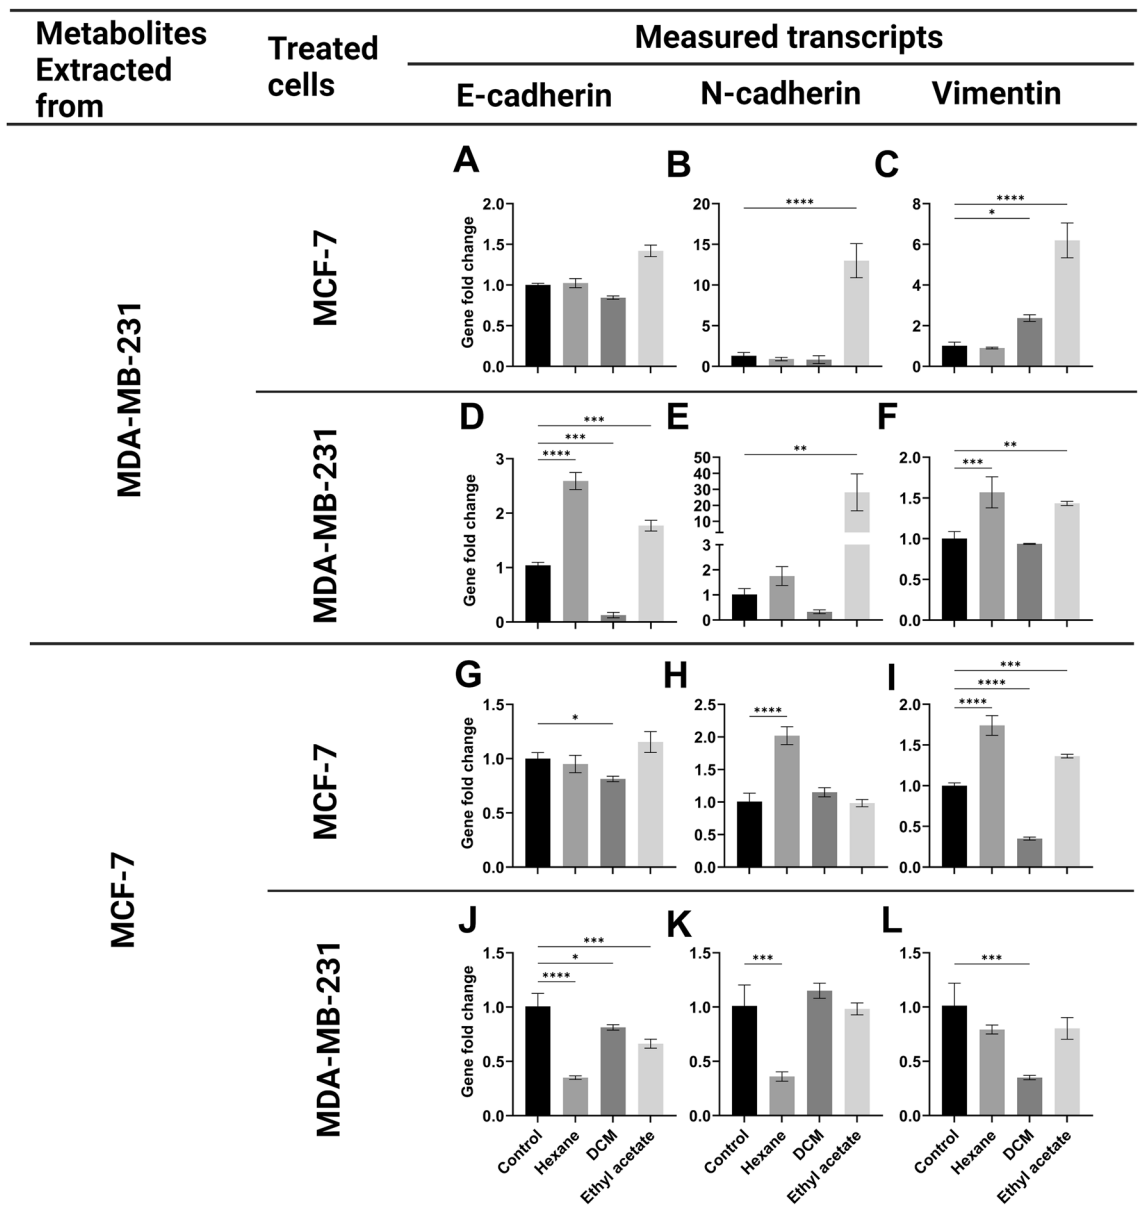 Metabolites
Extracted
from
Treated
cells
Measured transcripts
E-cadherin
N-cadherin
Vimentin
MDA-MB-231
MCF-7
A
Gene fold change
2.0
1.5
1.0
0.5
0.0
B
20
15
10
5
0
****
C
8
6
4
2
0
****
*
MDA-MB-231
D
Gene fold change
3
2
1
0
***
***
****
E
50
40
30
20
10
3
2
1
0
**
F
2.0
1.5
1.0
0.5
0.0
**
***
MCF-7
MCF-7
G
Gene fold change
1.5
1.0
0.5
0.0
*
H
2.5
2.0
1.5
1.0
0.5
0.0
****
I
2.0
1.5
1.0
0.5
0.0
***
****
****
MDA-MB-231
J
Gene fold change
1.5
1.0
0.5
0.0
***
*
****
K
1.5
1.0
0.5
0.0
***
L
1.5
1.0
0.5
0.0
***
Control
Hexane
DCM
Ethyl acetate
Control
Hexane
DCM
Ethyl acetate
Control
Hexane
DCM
Ethyl acetate